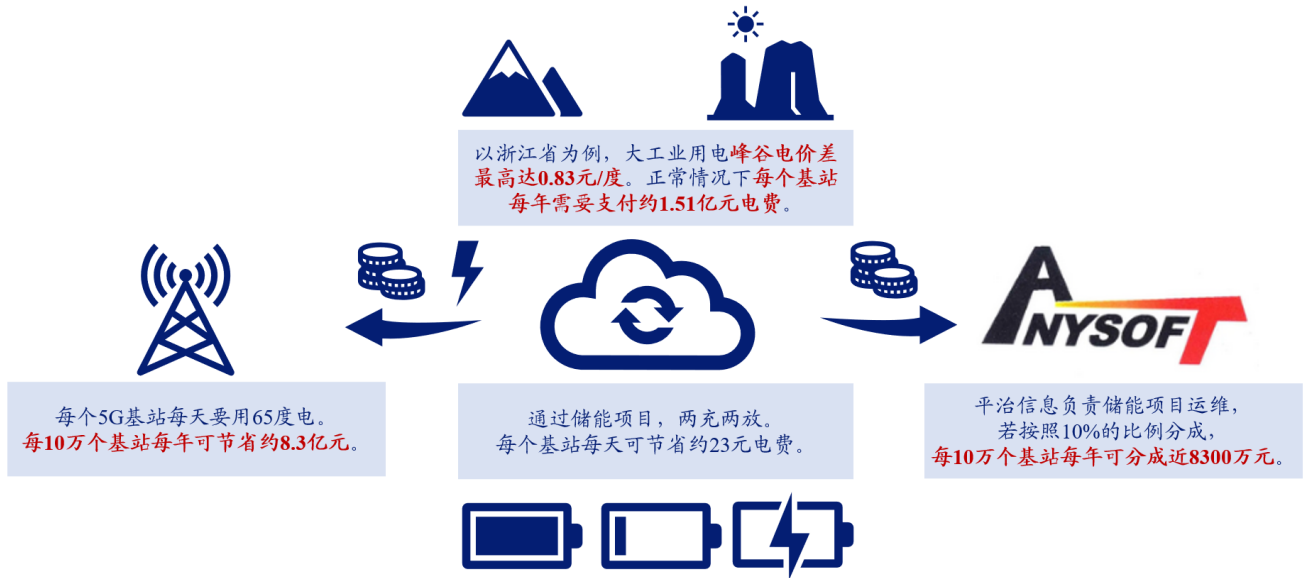 以浙江省为例，大工业用电峰谷电价差
最高达0.83元/度。正常情况下每个基站
每年需要支付约1.51亿元电费。
每个5G基站每天要用65度电。
每10万个基站每年可节省约8.3亿元。
通过储能项目，两充两放。
每个基站每天可节省约23元电费。
ANYSOFT
平治信息负责储能项目运维，
若按照10%的比例分成，
每10万个基站每年可分成近8300万元。